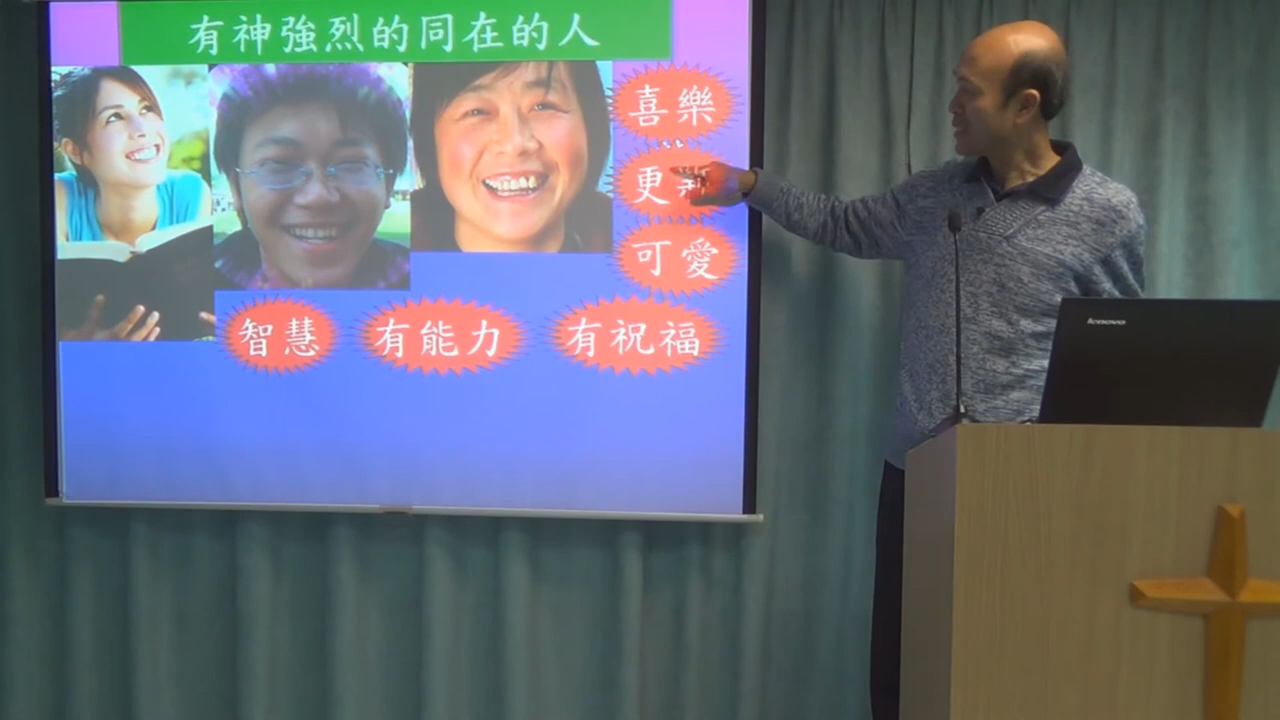 有神強烈的同在的人
喜樂
更新
可愛
智慧
有能力
有祝福
lenovo